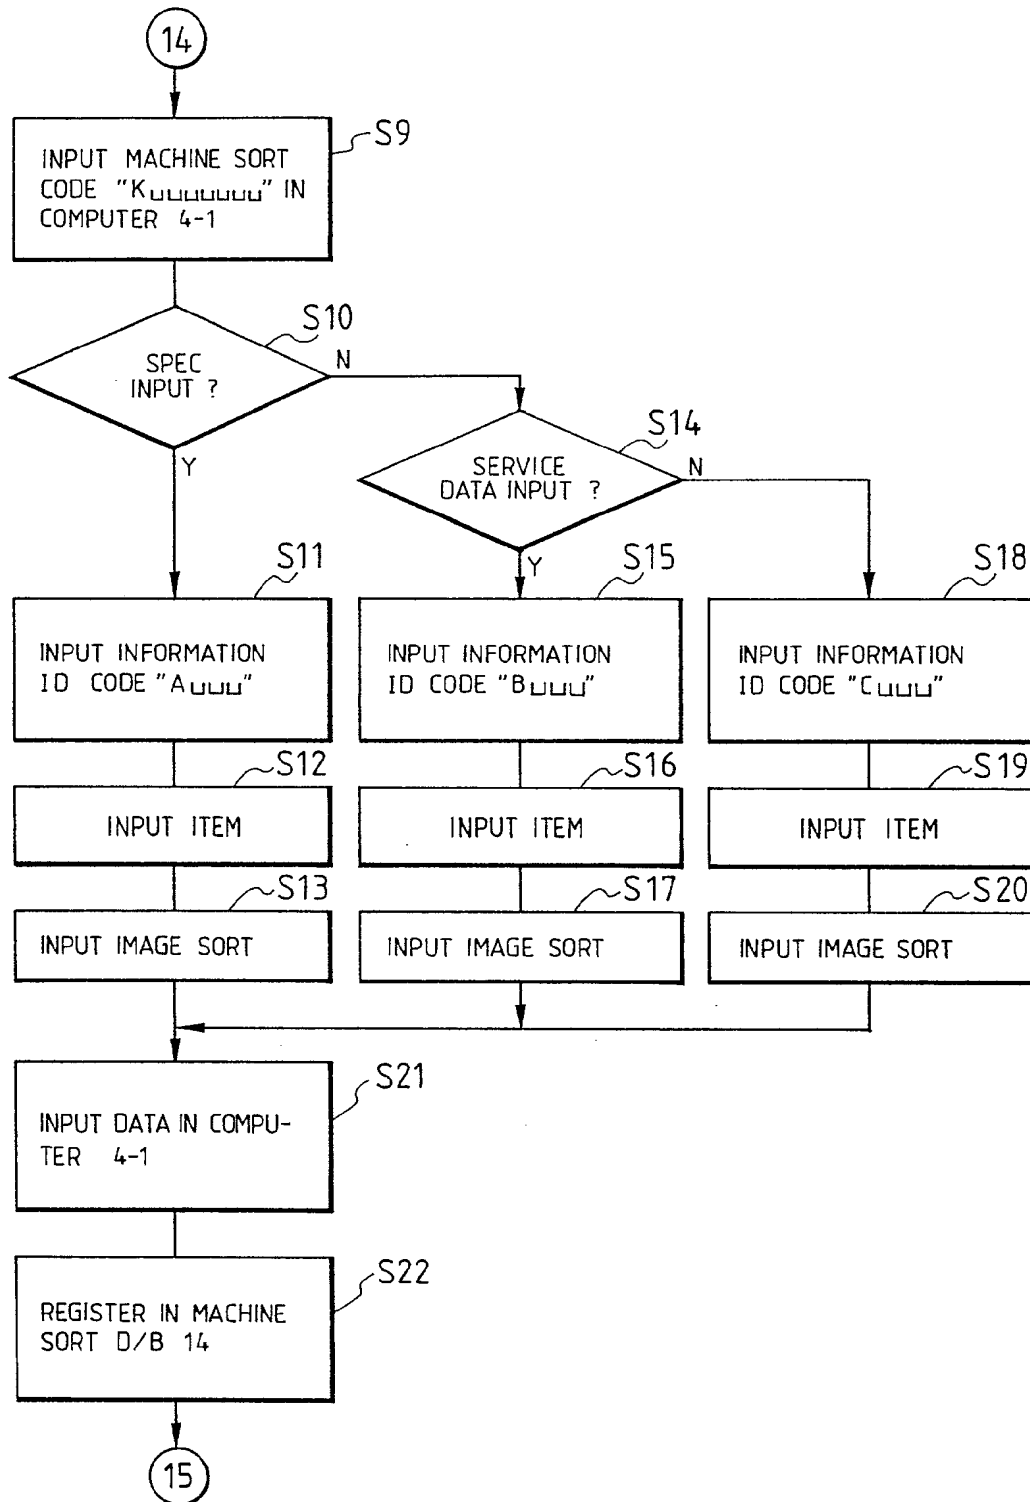 14
S9
INPUT MACHINE SORT
CODE "K␣␣␣␣␣␣␣" IN
COMPUTER 4-1
S10
SPEC
INPUT ?
N
Y
S14
SERVICE
DATA INPUT ?
N
Y
S11
INPUT INFORMATION
ID CODE "A␣␣␣"
S15
INPUT INFORMATION
ID CODE "B␣␣␣"
S18
INPUT INFORMATION
ID CODE "C␣␣␣"
S12
INPUT ITEM
S16
INPUT ITEM
S19
INPUT ITEM
S13
INPUT IMAGE SORT
S17
INPUT IMAGE SORT
S20
INPUT IMAGE SORT
S21
INPUT DATA IN COMPU-
TER 4-1
S22
REGISTER IN MACHINE
SORT D/B 14
15